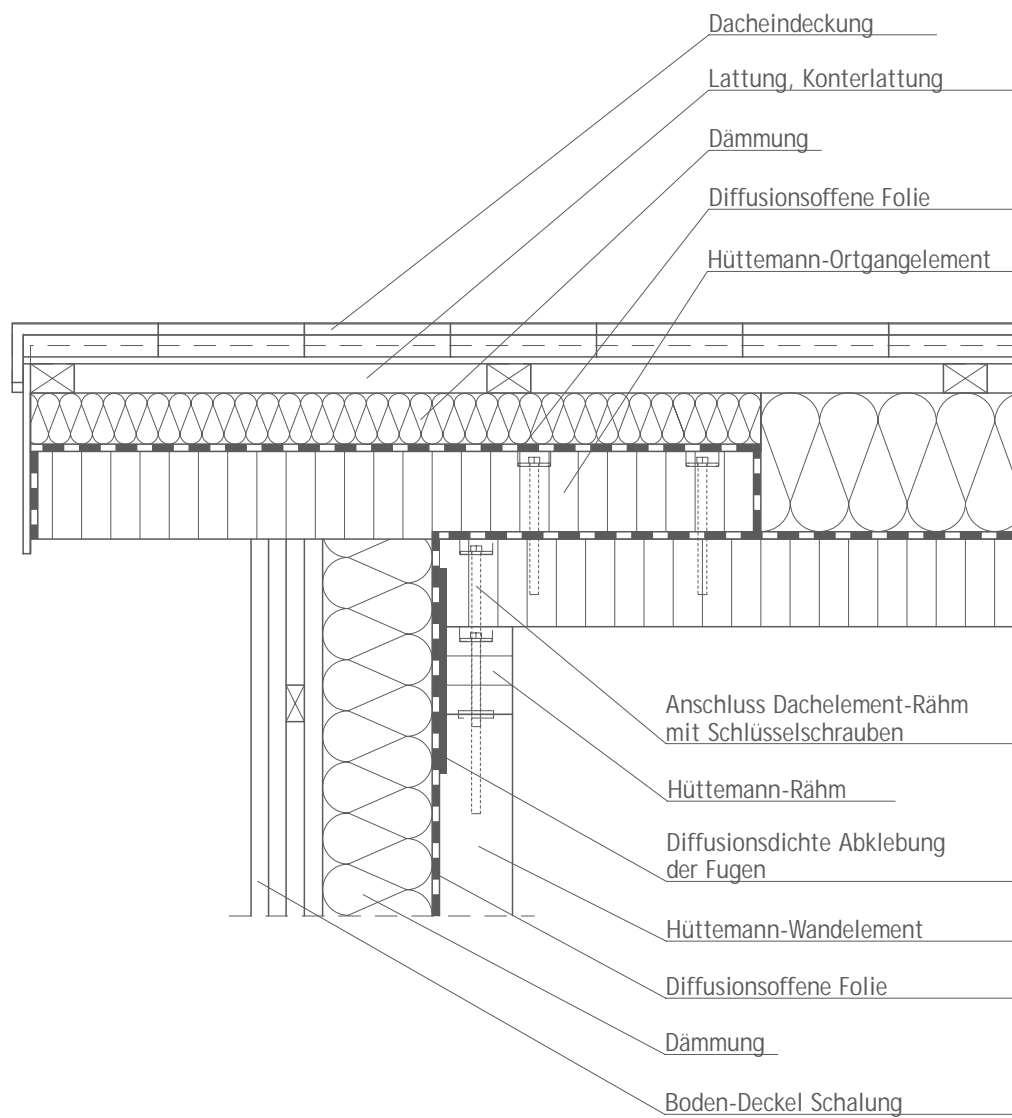 Dacheindeckung
Lattung, Konterlattung
Dämmung
Diffusionsoffene Folie
Hüttemann-Ortgangelement
Anschluss Dachelement-Rähm
mit Schlüsselschrauben
Hüttemann-Rähm
Diffusionsdichte Abklebung
der Fugen
Hüttemann-Wandelement
Diffusionsoffene Folie
Dämmung
Boden-Deckel Schalung